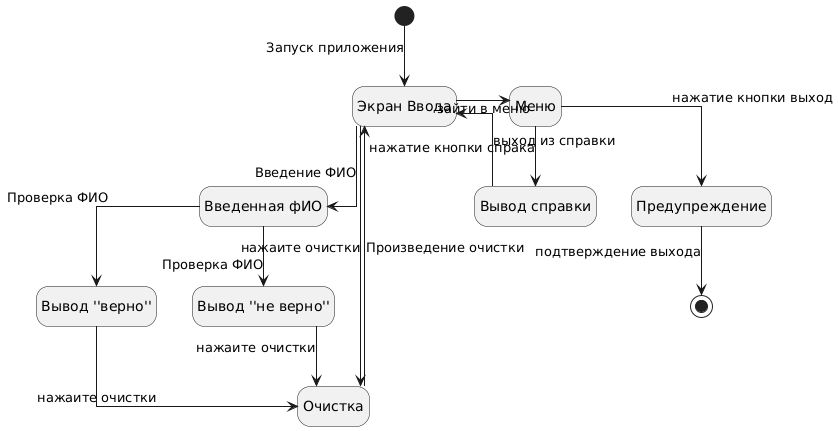 Запуск приложения
нажатие кнопки выход
Экран Ввода
зайти в меню
Меню
выход из справки
нажатие кнопки спрака
Введение ФИО
Проверка ФИО
Введенная фИО
Вывод справки
Предупреждение
нажаите очистки
Произведение очистки
подтверждение выхода
Проверка ФИО
Вывод "верно"
Вывод "не верно"
нажаите очистки
нажаите очистки
Очистка